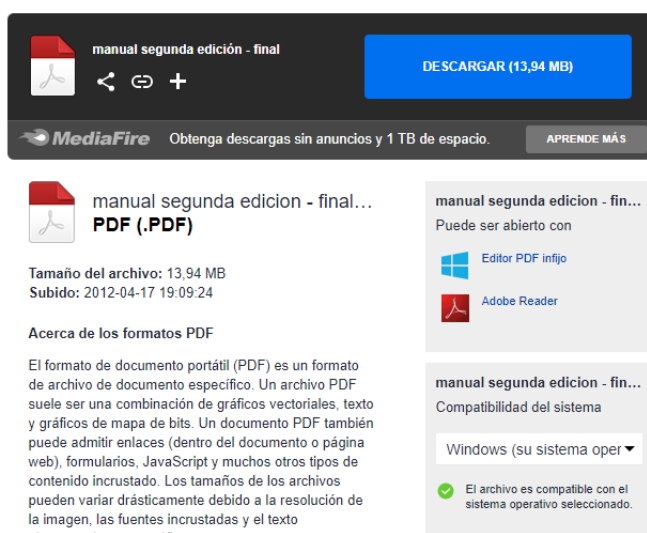 manual segunda edición - final
DESCARGAR (13,94 MB)
MediaFire
Obtenga descargas sin anuncios y 1 TB de espacio.
APRENDE MÁS
manual segunda edicion - final…
PDF (.PDF)
Tamaño del archivo: 13,94 MB
Subido: 2012-04-17 19:09:24
Acerca de los formatos PDF
El formato de documento portátil (PDF) es un formato
de archivo de documento específico. Un archivo PDF
suele ser una combinación de gráficos vectoriales, texto
y gráficos de mapa de bits. Un documento PDF también
puede admitir enlaces (dentro del documento o página
web), formularios, JavaScript y muchos otros tipos de
contenido incrustado. Los tamaños de los archivos
pueden variar drásticamente debido a la resolución de
la imagen, las fuentes incrustadas y el texto
manual segunda edicion - fin…
Puede ser abierto con
Editor PDF infijo
Adobe Reader
manual segunda edicion - fin…
Compatibilidad del sistema
Windows (su sistema oper
El archivo es compatible con el
sistema operativo seleccionado.